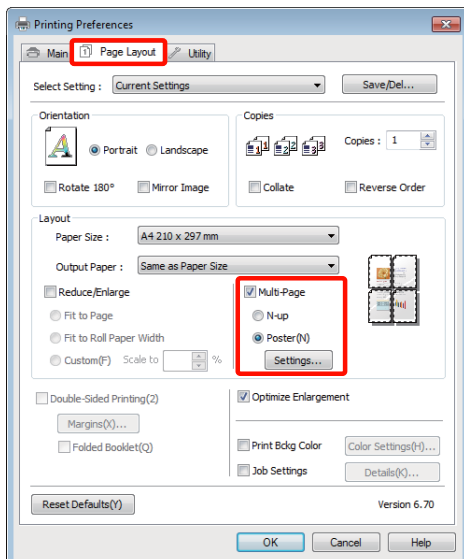 Printing Preferences
Main Page Layout Utility
Select Setting : Current Settings Save/Del...
Orientation Copies
Portrait Landscape Copies : 1
Rotate 180° Mirror Image Collate Reverse Order
Layout
Paper Size : A4 210 x 297 mm
Output Paper : Same as Paper Size
Reduce/Enlarge Multi-Page
Fit to Page N-up
Fit to Roll Paper Width Poster(N)
Custom(F) Scale to % Settings...
Double-Sided Printing(2) Optimize Enlargement
Margins(X)...
Folded Booklet(Q) Print Bckg Color Color Settings(H)...
Job Settings Details(K)...
Reset Defaults(Y) Version 6.70
OK Cancel Help